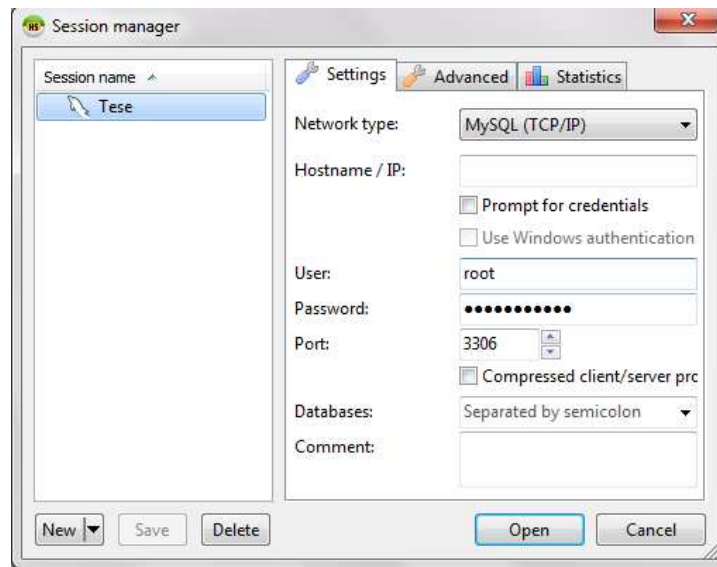 HS Session manager
Session name
Tese
Settings Advanced Statistics
Network type: MySQL (TCP/IP)
Hostname / IP:
Prompt for credentials
Use Windows authentication
User: root
Password: ●●●●●●●●●●●
Port: 3306
Compressed client/server pro
Databases: Separated by semicolon
Comment:
New Save Delete Open Cancel